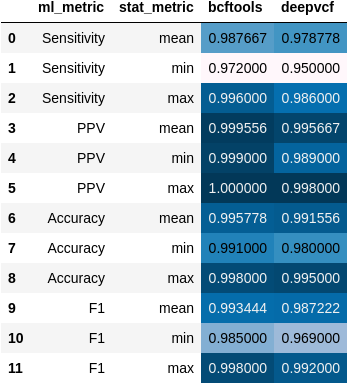 ml_metric stat_metric bcftools deepvcf
0 Sensitivity mean 0.987667 0.978778
1 Sensitivity min 0.972000 0.950000
2 Sensitivity max 0.996000 0.986000
3 PPV mean 0.999556 0.995667
4 PPV min 0.999000 0.989000
5 PPV max 1.000000 0.998000
6 Accuracy mean 0.995778 0.991556
7 Accuracy min 0.991000 0.980000
8 Accuracy max 0.998000 0.995000
9 F1 mean 0.993444 0.987222
10 F1 min 0.985000 0.969000
11 F1 max 0.998000 0.992000